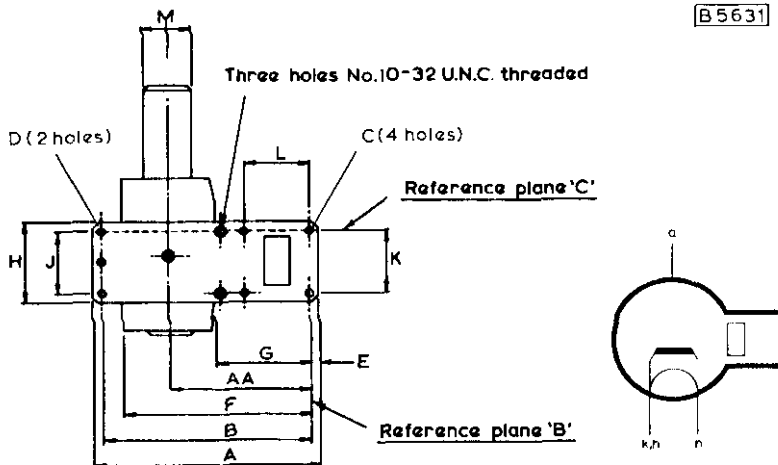 B5631
M
Three holes No.10-32 U.N.C. threaded
D(2 holes)
C(4 holes)
L
Reference plane 'C'
H
J
K
a
G
E
AA
F
B
Reference plane 'B'
A
k,h
n